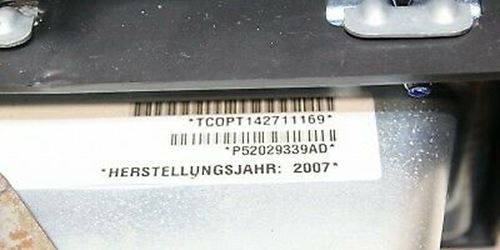 *TCOPT142711169*
*P52029339AD*
*HERSTELLUNGSJAHR: 2007*